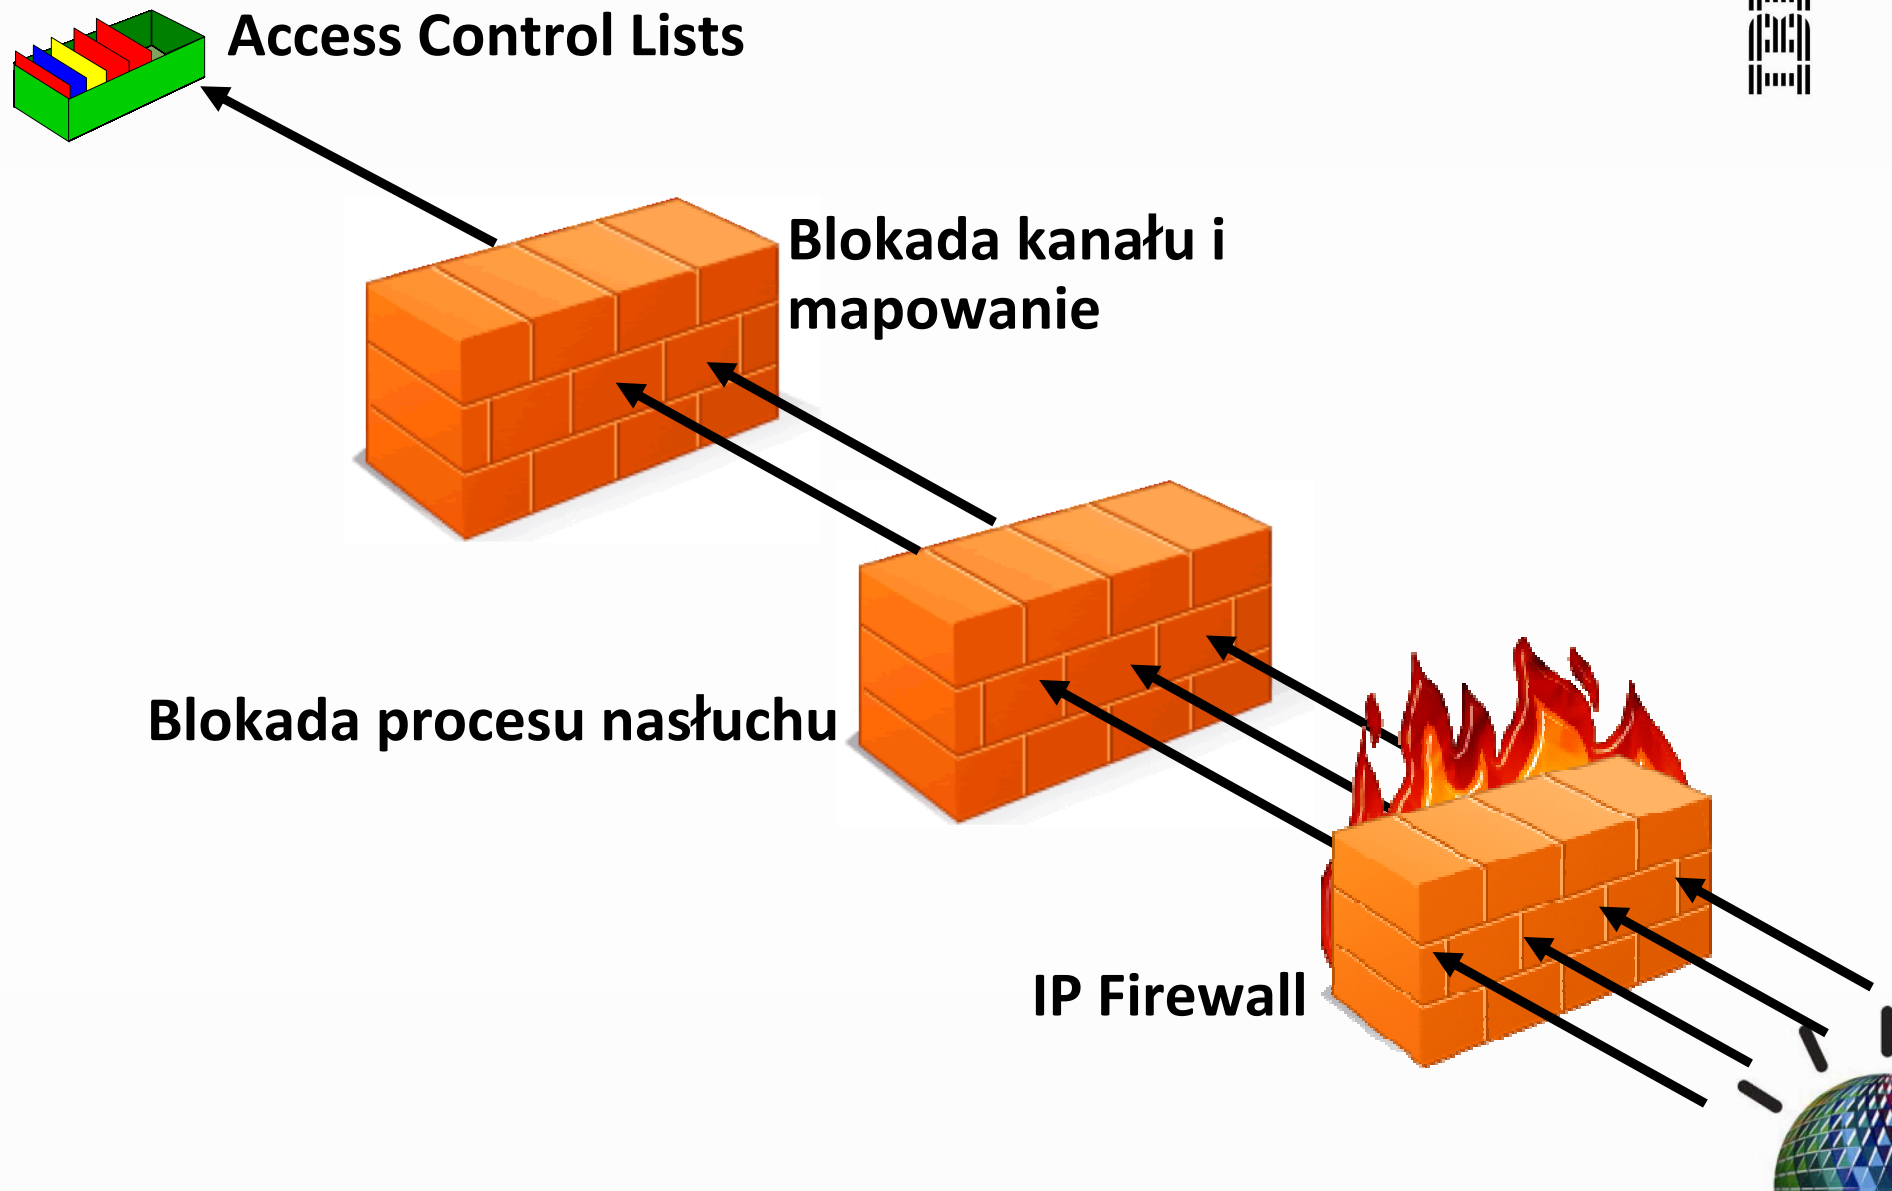 Access Control Lists
Blokada kanału i
mapowanie
Blokada procesu nasłuchu
IP Firewall